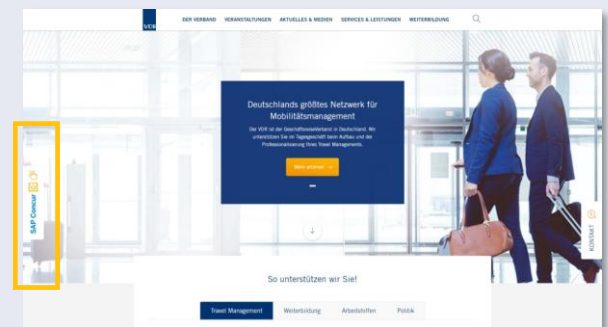 VDR
DER VERBAND VERANSTALTUNGEN AKTUELLES & MEDIEN SERVICES & LEISTUNGEN WEITERBILDUNG
Deutschlands größtes Netzwerk für
Mobilitätsmanagement
Der VDR ist der GeschäftsreiseVerband in Deutschland. Wir
unterstützen Sie im Tagesgeschäft beim Aufbau und der
Professionalisierung Ihres Travel Managements.
Mehr erfahren
SAP Concur
KONTAKT
So unterstützen wir Sie!
Travel Management Weiterbildung Arbeitshilfen Politik